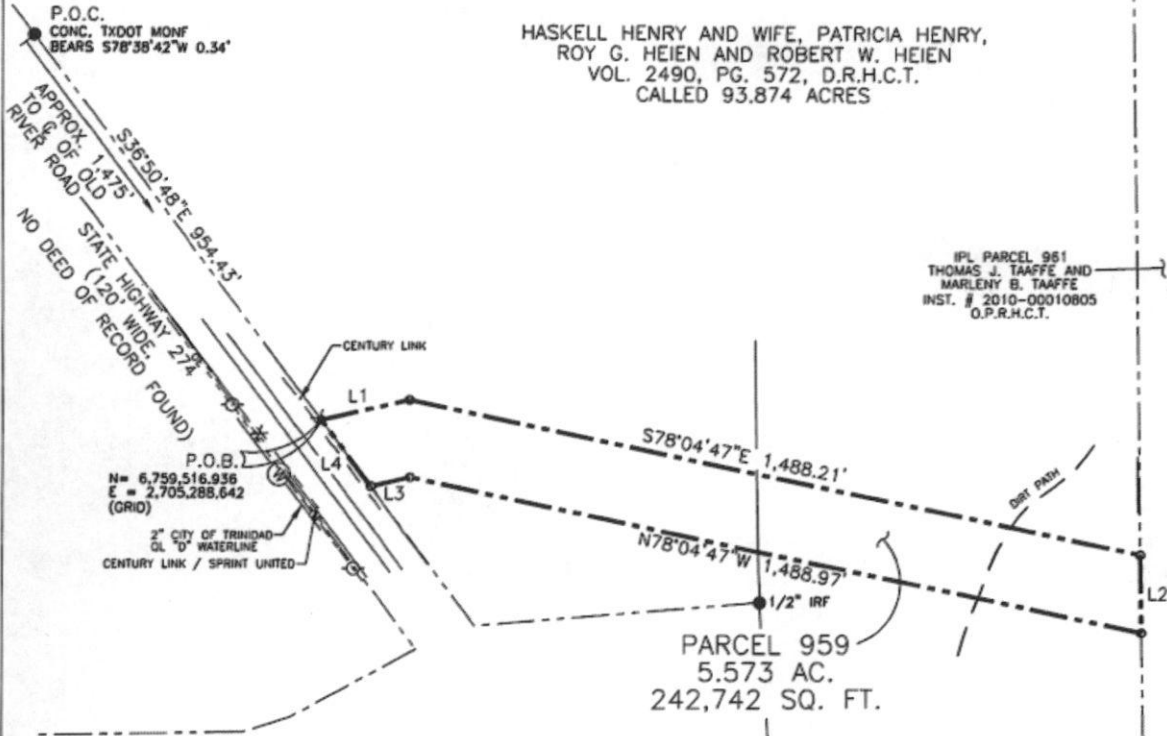 P.O.C.
CONC. TXDOT MONF
BEARS S78°38'42"W 0.34'
HASKELL HENRY AND WIFE, PATRICIA HENRY,
ROY G. HEIEN AND ROBERT W. HEIEN
VOL. 2490, PG. 572, D.R.H.C.T.
CALLED 93.874 ACRES
APPROX. 1,475'
TO ℄ OF OLD
RIVER ROAD
S36°50'48"E 954.43'
STATE HIGHWAY 274
(120' WIDE,
NO DEED OF RECORD FOUND)
IPL PARCEL 961
THOMAS J. TAAFFE AND
MARLENY B. TAAFFE
INST. # 2010-00010805
O.P.R.H.C.T.
CENTURY LINK
L1
S78°04'47"E 1,488.21'
L4
L3
P.O.B.
N= 6,759,516.936
E = 2,705,288.642
(GRID)
W
2" CITY OF TRINIDAD
QL "D" WATERLINE
CENTURY LINK / SPRINT UNITED
DIRT PATH
N78°04'47"W 1,488.97'
L2
1/2" IRF
PARCEL 959
5.573 AC.
242,742 SQ. FT.